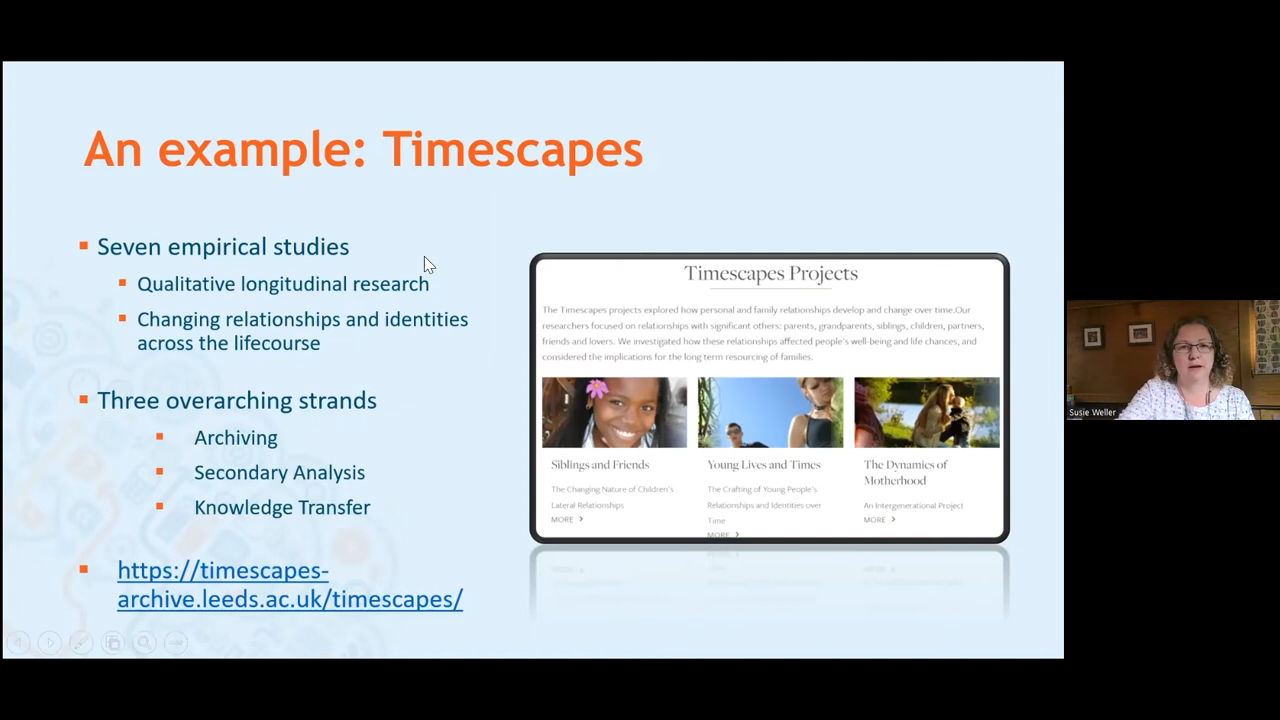 An example: Timescapes
Seven empirical studies
Qualitative longitudinal research
Changing relationships and identities
across the lifecourse
Three overarching strands
Archiving
Secondary Analysis
Knowledge Transfer
https://timescapes-
archive.leeds.ac.uk/timescapes/
Timescapes Projects
The Timescapes projects explored how personal and family relationships develop and change over time.Our
researchers focused on relationships with significant others: parents, grandparents, siblings, children, partners,
friends and lovers. We investigated how these relationships affected people's well-being and life chances, and
considered the implications for the long term resourcing of families.
Siblings and Friends
The Changing Nature of Children's
Lateral Relationships
MORE >
Young Lives and Times
The Crafting of Young People's
Relationships and Identities over
Time
MORE >
The Dynamics of
Motherhood
An Intergenerational Project
MORE >
Susie Weller